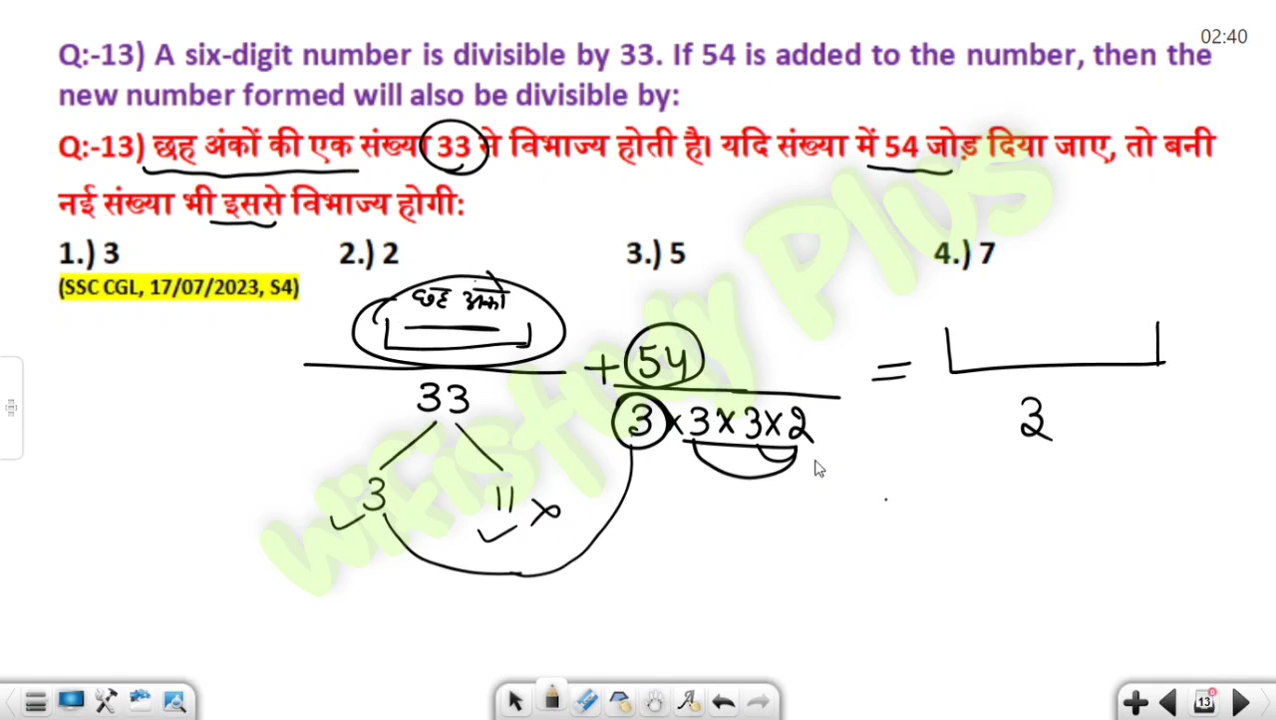 02:40
Q:-13) A six-digit number is divisible by 33. If 54 is added to the number, then the
new number formed will also be divisible by:
Q:-13) छह अंकों की एक संख्या 33 से विभाज्य होती है। यदि संख्या में 54 जोड़ दिया जाए, तो बनी
नई संख्या भी इससे विभाज्य होगी:
1.) 3 2.) 2 3.) 5 4.) 7
(SSC CGL, 17/07/2023, S4)
छह अंको
+ 54 =
33 3 × 3 × 3 × 2 3
3 11 ×
Wifistudy Plus
13